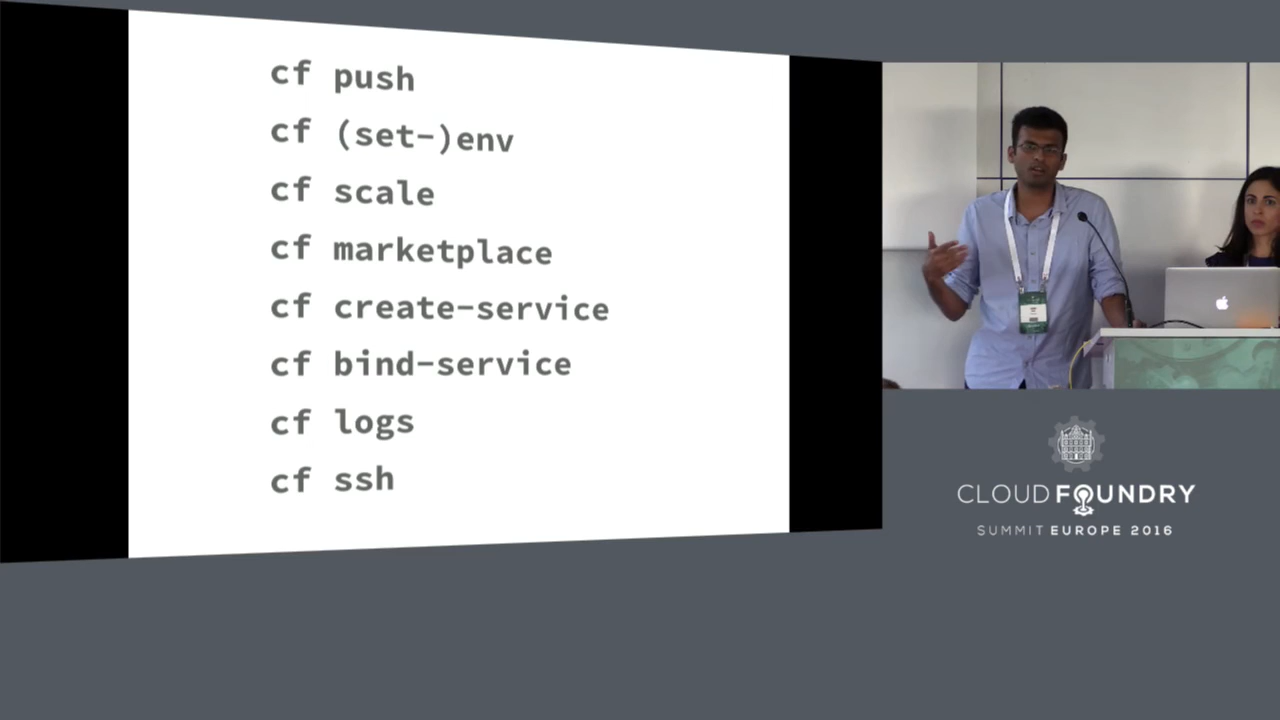 cf push
cf (set-)env
cf scale
cf marketplace
cf create-service
cf bind-service
cf logs
cf ssh
CLOUD FOUNDRY
SUMMIT EUROPE 2016